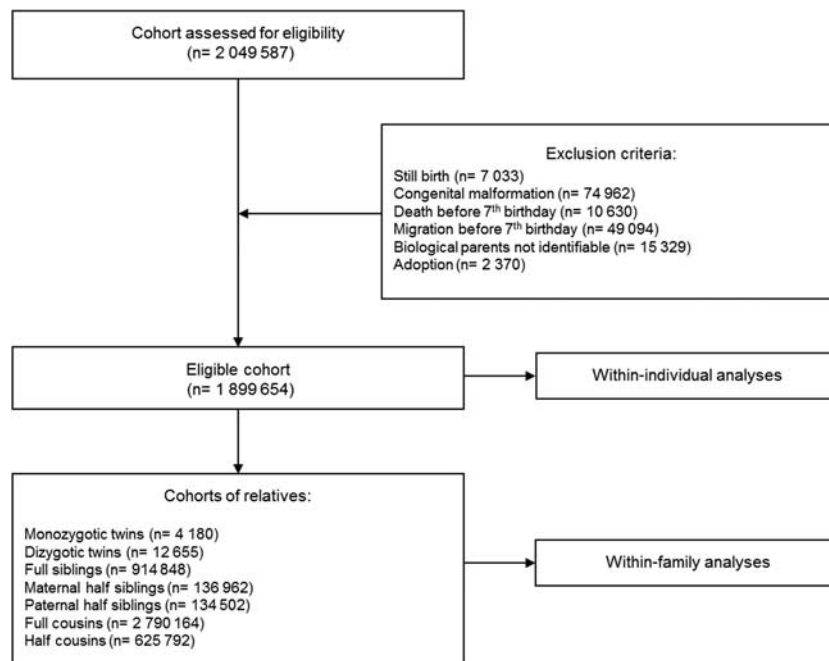 Cohort assessed for eligibility
(n= 2 049 587)
Exclusion criteria:
Still birth (n= 7 033)
Congenital malformation (n= 74 962)
Death before 7th birthday (n= 10 630)
Migration before 7th birthday (n= 49 094)
Biological parents not identifiable (n= 15 329)
Adoption (n= 2 370)
Eligible cohort
(n= 1 899 654)
Within-individual analyses
Cohorts of relatives:
Monozygotic twins (n= 4 180)
Dizygotic twins (n= 12 655)
Full siblings (n= 914 848)
Maternal half siblings (n= 136 962)
Paternal half siblings (n= 134 502)
Full cousins (n= 2 790 164)
Half cousins (n= 625 792)
Within-family analyses